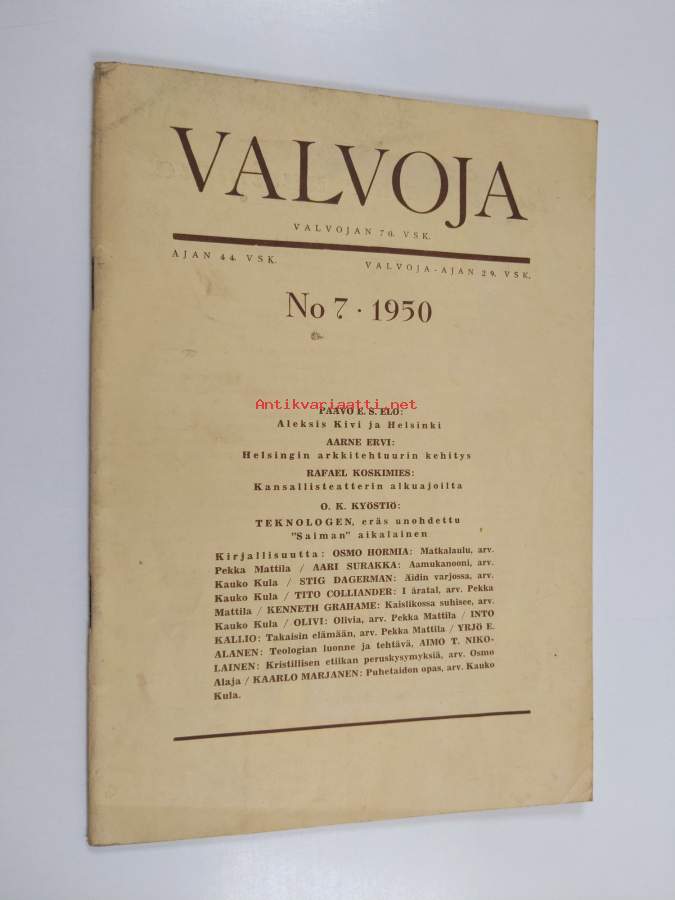 VALVOJA
VALVOJAN 70. VSK.
AJAN 44. VSK. VALVOJA-AJAN 29. VSK.
No 7 · 1950
Antikvariaatti.net
PAAVO E. S. ELO:
Aleksis Kivi ja Helsinki
AARNE ERVI:
Helsingin arkkitehtuurin kehitys
RAFAEL KOSKIMIES:
Kansallisteatterin alkuajoilta
O. K. KYÖSTIÖ:
TEKNOLOGEN, eräs unohdettu
"Saiman" aikalainen
Kirjallisuutta: OSMO HORMIA: Matkalaulu, arv.
Pekka Mattila / AARI SURAKKA: Aamukanooni, arv.
Kauko Kula / STIG DAGERMAN: Äidin varjossa, arv.
Kauko Kula / TITO COLLIANDER: I åratal, arv. Pekka
Mattila / KENNETH GRAHAME: Kaislikossa suhisee, arv.
Kauko Kula / OLIVI: Olivia, arv. Pekka Mattila / INTO
KALLIO: Takaisin elämään, arv. Pekka Mattila / YRJÖ E.
ALANEN: Teologian luonne ja tehtävä, AIMO T. NIKO-
LAINEN: Kristillisen etiikan peruskysymyksiä, arv. Osmo
Alaja / KAARLO MARJANEN: Puhetaidon opas, arv. Kauko
Kula.